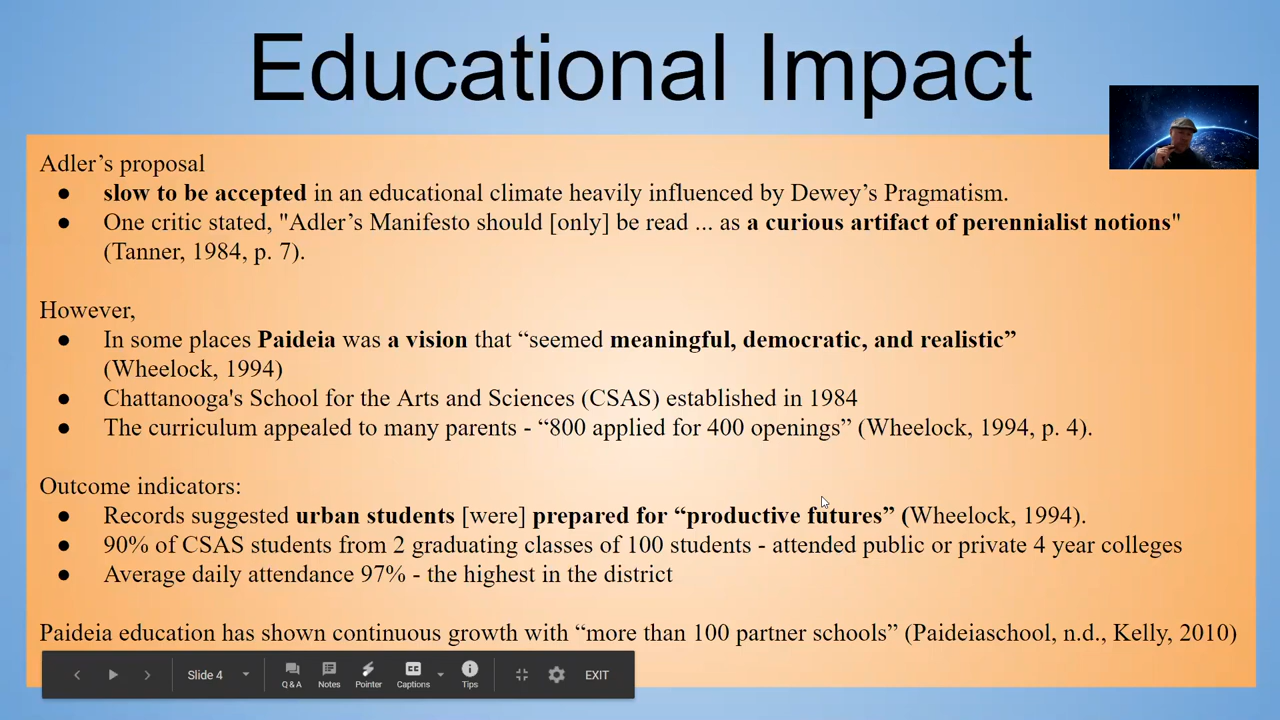 Educational Impact
Adler’s proposal
● slow to be accepted in an educational climate heavily influenced by Dewey’s Pragmatism.
● One critic stated, "Adler’s Manifesto should [only] be read ... as a curious artifact of perennialist notions"
(Tanner, 1984, p. 7).
However,
● In some places Paideia was a vision that “seemed meaningful, democratic, and realistic”
(Wheelock, 1994)
● Chattanooga's School for the Arts and Sciences (CSAS) established in 1984
● The curriculum appealed to many parents - “800 applied for 400 openings” (Wheelock, 1994, p. 4).
Outcome indicators:
● Records suggested urban students [were] prepared for “productive futures” (Wheelock, 1994).
● 90% of CSAS students from 2 graduating classes of 100 students - attended public or private 4 year colleges
● Average daily attendance 97% - the highest in the district
Paideia education has shown continuous growth with “more than 100 partner schools” (Paideiaschool, n.d., Kelly, 2010)
Slide 4
Q & A
Notes
Pointer
CC
Captions
Tips
EXIT